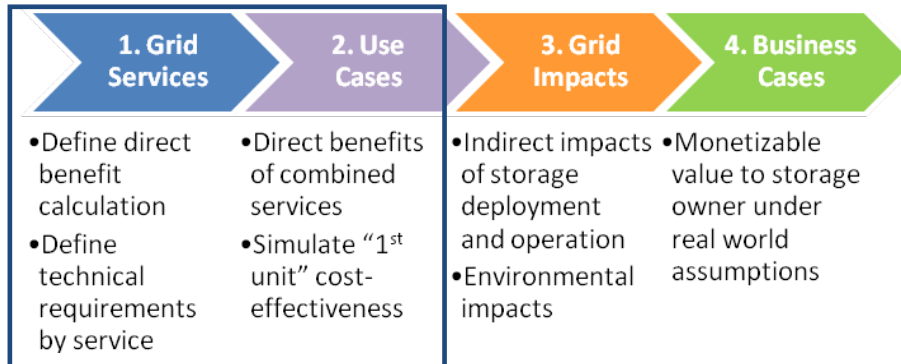 1. Grid
Services
2. Use
Cases
3. Grid
Impacts
4. Business
Cases
•Define direct
benefit
calculation
•Define
technical
requirements
by service
•Direct benefits
of combined
services
•Simulate “1st
unit” cost-
effectiveness
•Indirect impacts
of storage
deployment
and operation
•Environmental
impacts
•Monetizable
value to storage
owner under
real world
assumptions